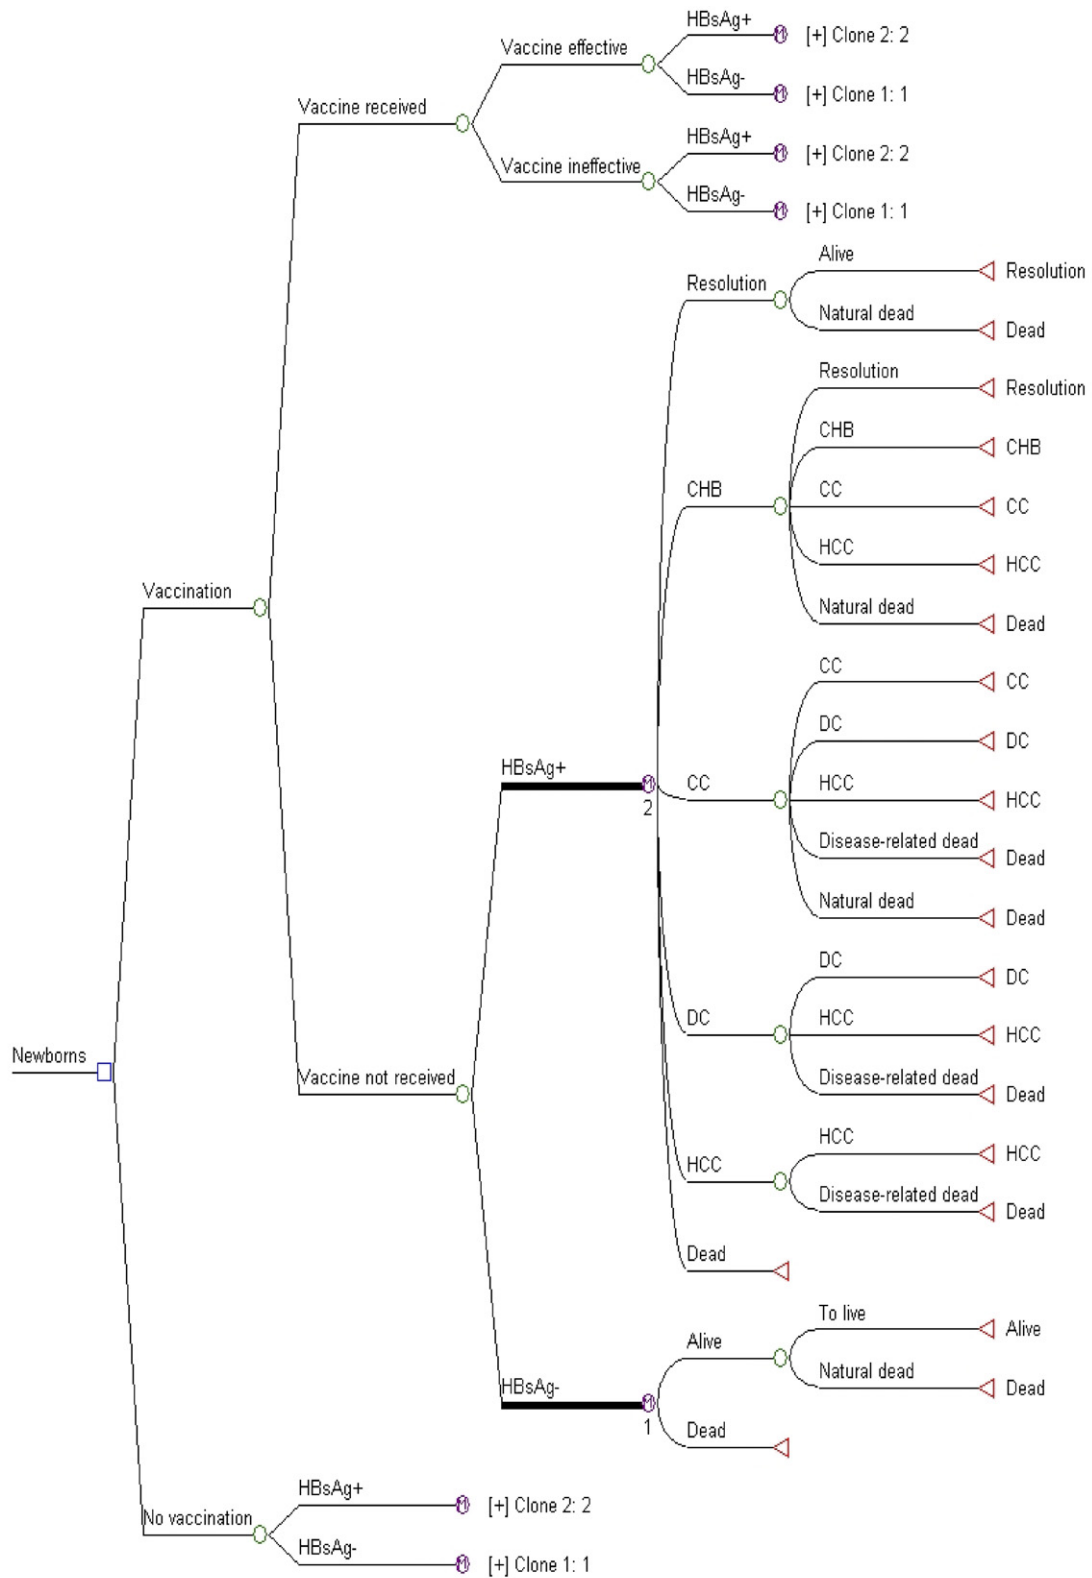 HBsAg+
[+] Clone 2: 2
Vaccine effective
HBsAg-
[+] Clone 1: 1
Vaccine received
HBsAg+
[+] Clone 2: 2
Vaccine ineffective
HBsAg-
[+] Clone 1: 1
Alive
Resolution
Resolution
Natural dead
Dead
Resolution
Resolution
CHB
CHB
CHB
CC
CC
HCC
HCC
Natural dead
Dead
Vaccination
CC
CC
DC
DC
HBsAg+
2
CC
HCC
HCC
Disease-related dead
Dead
Natural dead
Dead
DC
DC
DC
HCC
HCC
Newborns
Vaccine not received
Disease-related dead
Dead
HCC
HCC
HCC
Disease-related dead
Dead
Dead
To live
Alive
Alive
Natural dead
Dead
HBsAg-
1
Dead
HBsAg+
[+] Clone 2: 2
No vaccination
HBsAg-
[+] Clone 1: 1